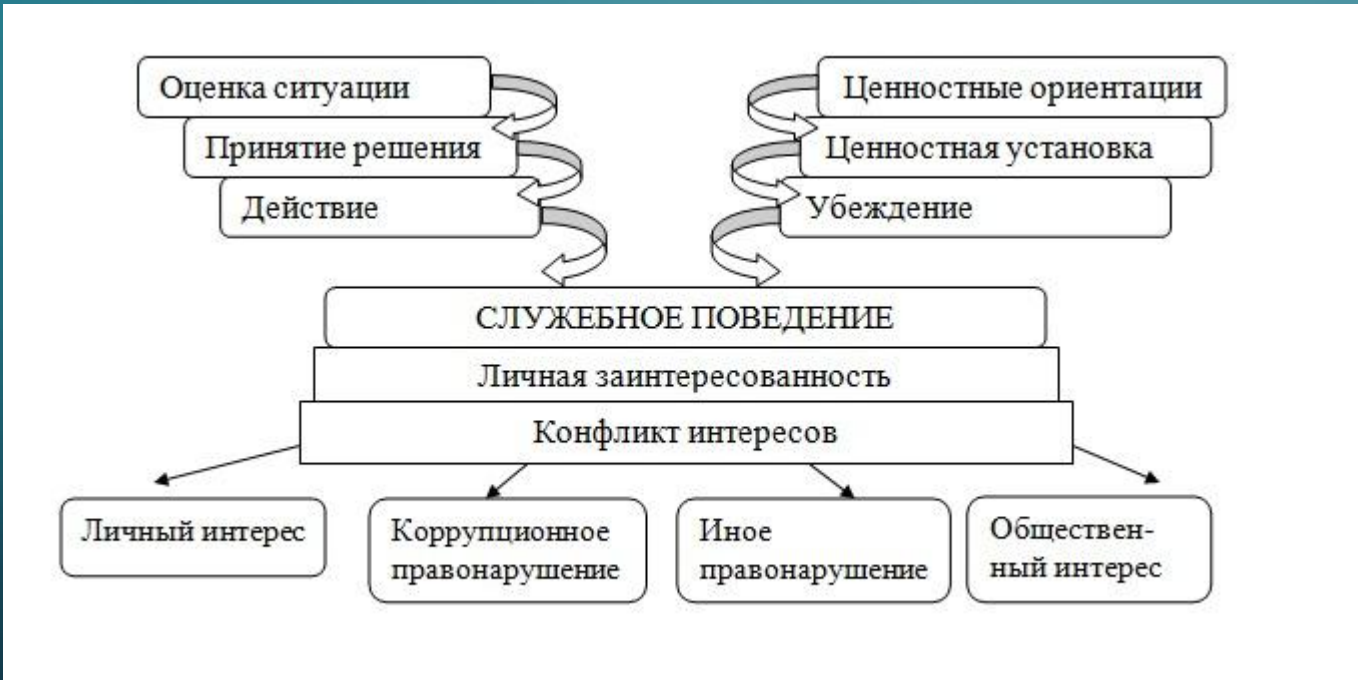 Оценка ситуации
Принятие решения
Действие
Ценностные ориентации
Ценностная установка
Убеждение
СЛУЖЕБНОЕ ПОВЕДЕНИЕ
Личная заинтересованность
Конфликт интересов
Личный интерес
Коррупционное
правонарушение
Иное
правонарушение
Обществен-
ный интерес